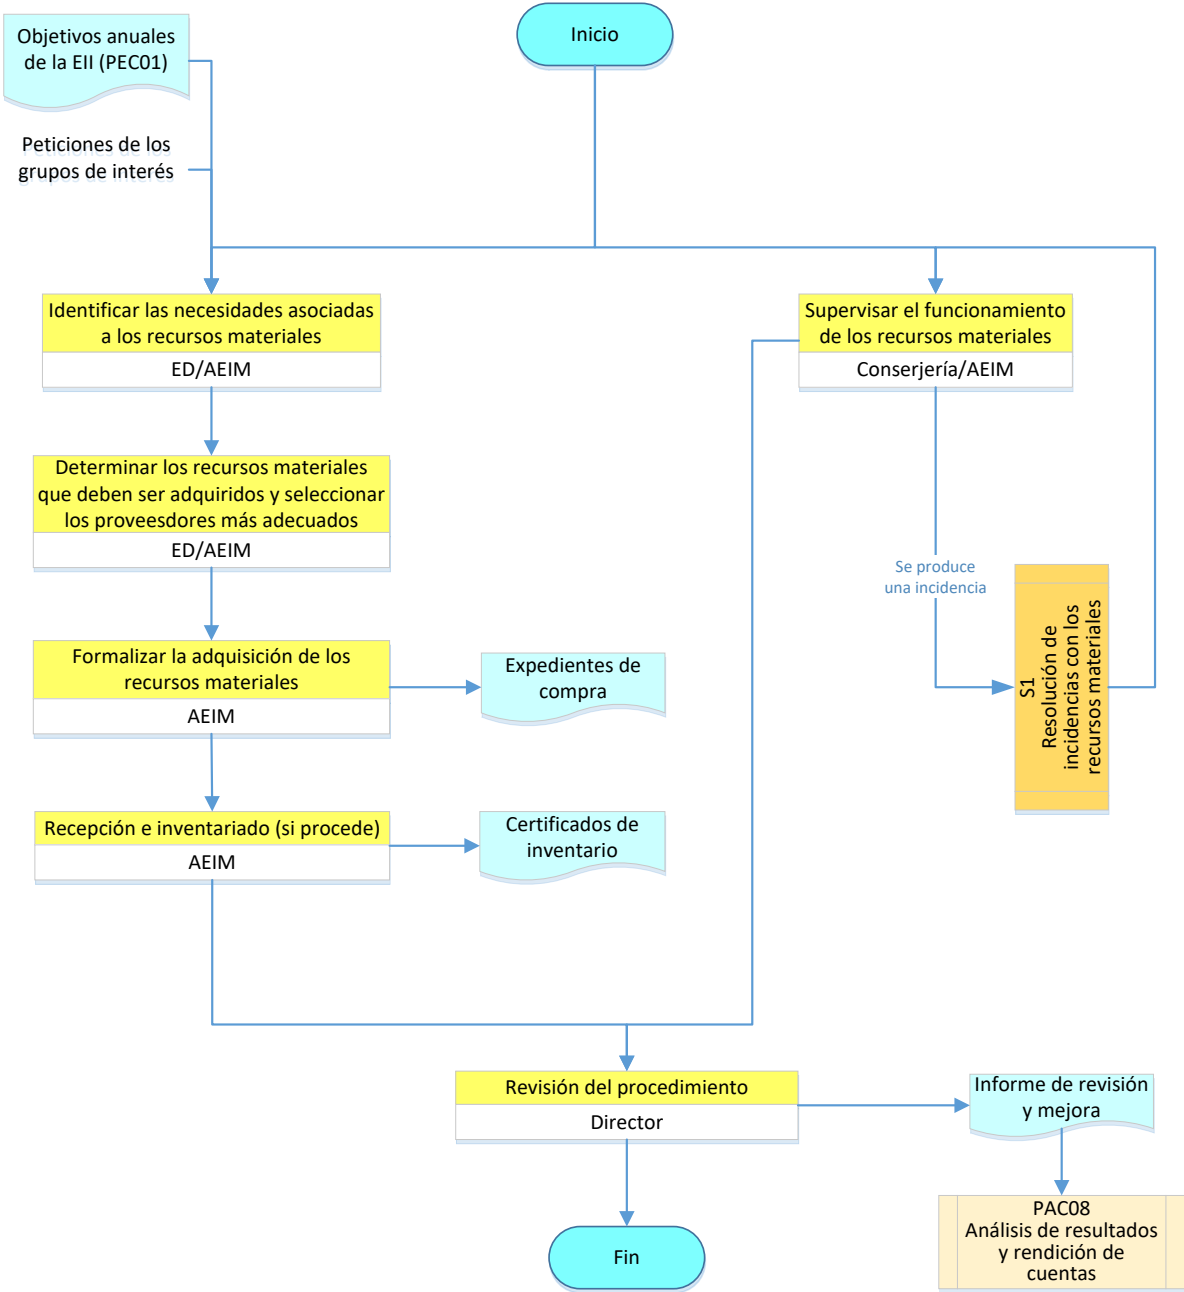 Objetivos anuales
de la EII (PEC01)
Inicio
Peticiones de los
grupos de interés
Identificar las necesidades asociadas
a los recursos materiales
ED/AEIM
Supervisar el funcionamiento
de los recursos materiales
Conserjería/AEIM
Determinar los recursos materiales
que deben ser adquiridos y seleccionar
los proveesdores más adecuados
ED/AEIM
Se produce
una incidencia
S1
Resolución de
incidencias con los
recursos materiales
Formalizar la adquisición de los
recursos materiales
AEIM
Expedientes de
compra
Recepción e inventariado (si procede)
AEIM
Certificados de
inventario
Revisión del procedimiento
Director
Informe de revisión
y mejora
PAC08
Análisis de resultados
y rendición de
cuentas
Fin